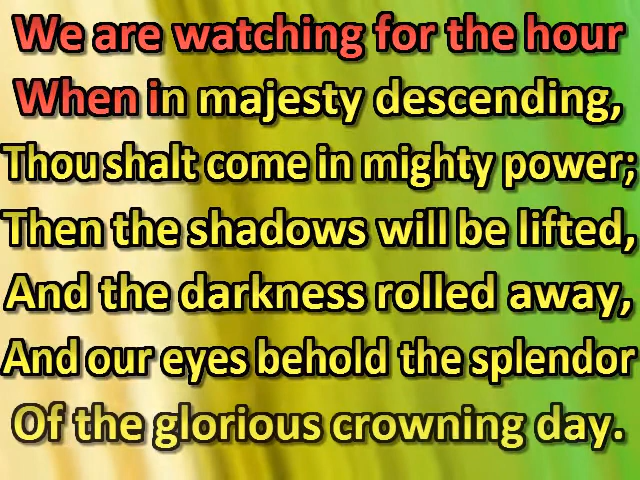 We are watching for the hour
When in majesty descending,
Thou shalt come in mighty power;
Then the shadows will be lifted,
And the darkness rolled away,
And our eyes behold the splendor
Of the glorious crowning day.